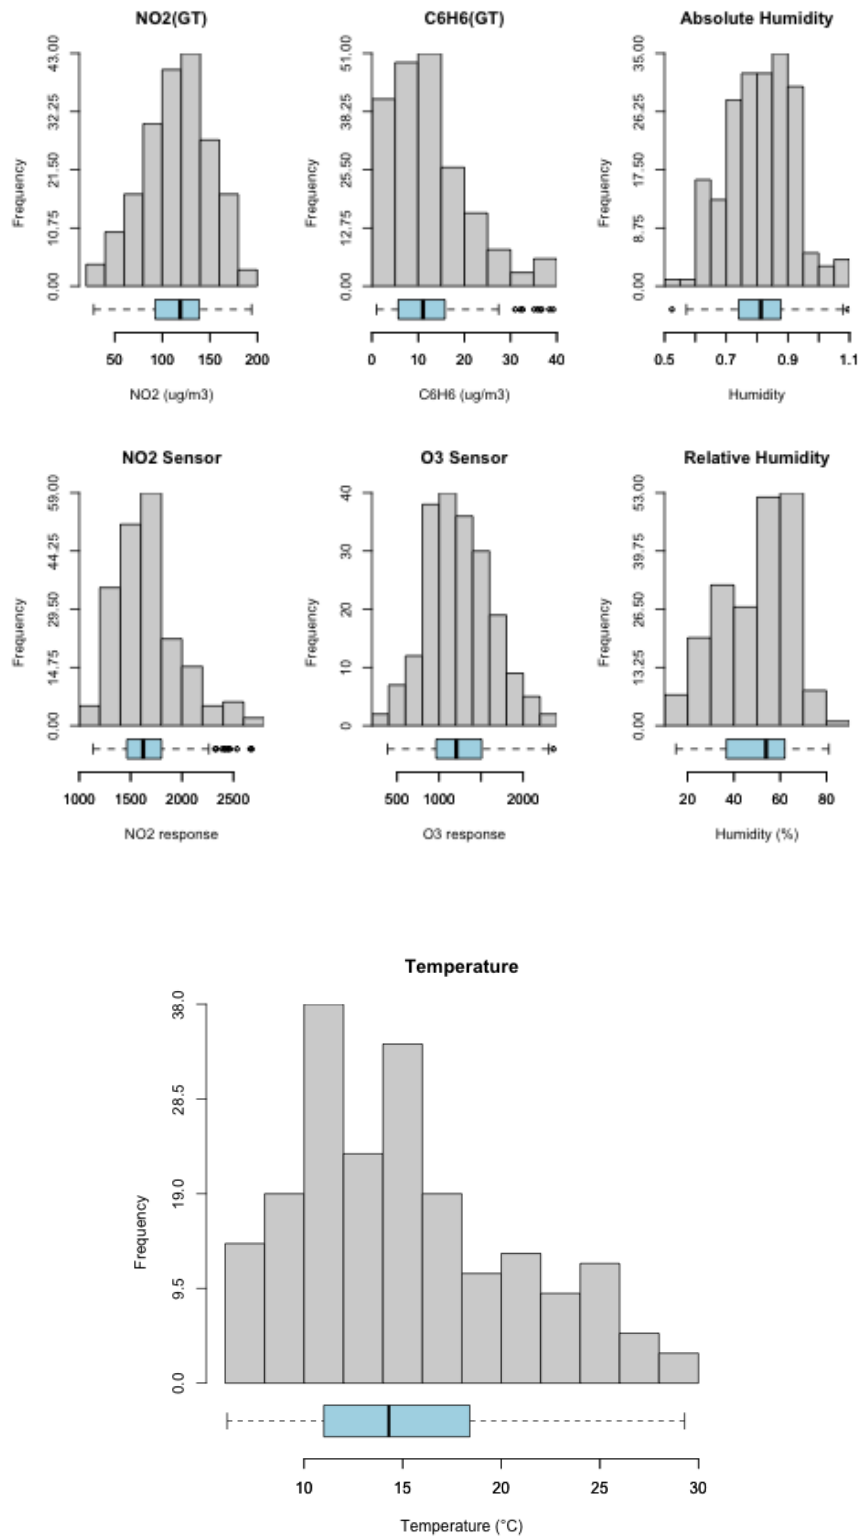 NO2(GT)
43.00
32.25
21.50
10.75
0.00
Frequency
50 100 150 200
NO2 (ug/m3)
C6H6(GT)
51.00
38.25
25.50
12.75
0.00
Frequency
0 10 20 30 40
C6H6 (ug/m3)
Absolute Humidity
35.00
26.25
17.50
8.75
0.00
Frequency
0.5 0.7 0.9 1.1
Humidity
NO2 Sensor
59.00
44.25
29.50
14.75
0.00
Frequency
1000 1500 2000 2500
NO2 response
O3 Sensor
40
30
20
10
0
Frequency
500 1000 2000
O3 response
Relative Humidity
53.00
39.75
26.50
13.25
0.00
Frequency
20 40 60 80
Humidity (%)
Temperature
38.0
28.5
19.0
9.5
0.0
Frequency
10 15 20 25 30
Temperature (°C)